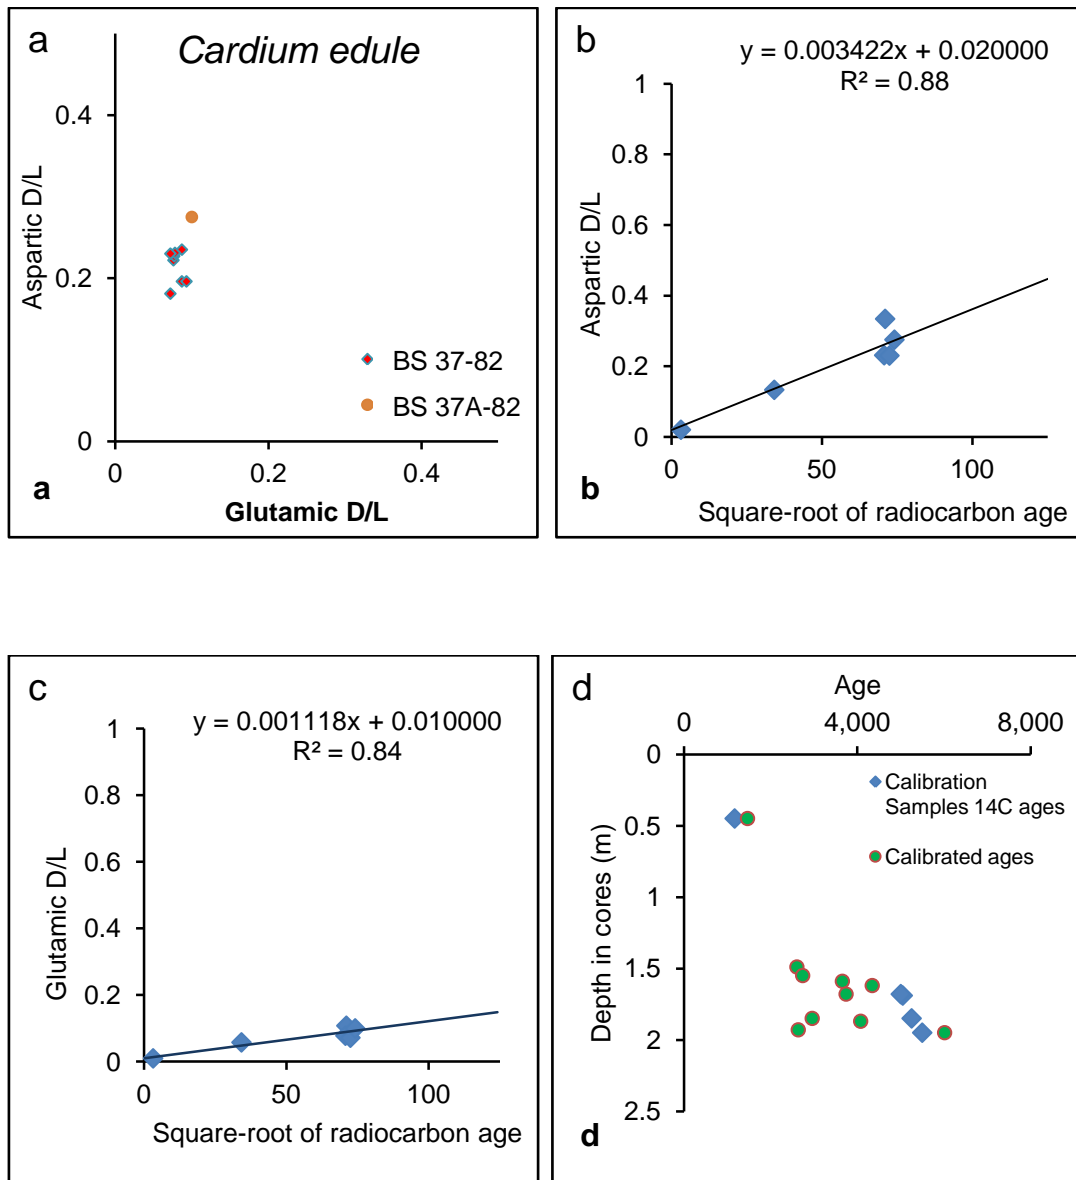 a
Cardium edule
Aspartic D/L
0.4
0.2
0
0
0.2
0.4
BS 37-82
BS 37A-82
a
Glutamic D/L
b
y = 0.003422x + 0.020000
R² = 0.88
Aspartic D/L
1
0.8
0.6
0.4
0.2
0
0
50
100
b
Square-root of radiocarbon age
c
y = 0.001118x + 0.010000
R² = 0.84
Glutamic D/L
1
0.8
0.6
0.4
0.2
0
0
50
100
Square-root of radiocarbon age
d
Age
0
4,000
8,000
Depth in cores (m)
0
0.5
1
1.5
2
2.5
Calibration
Samples 14C ages
Calibrated ages
d